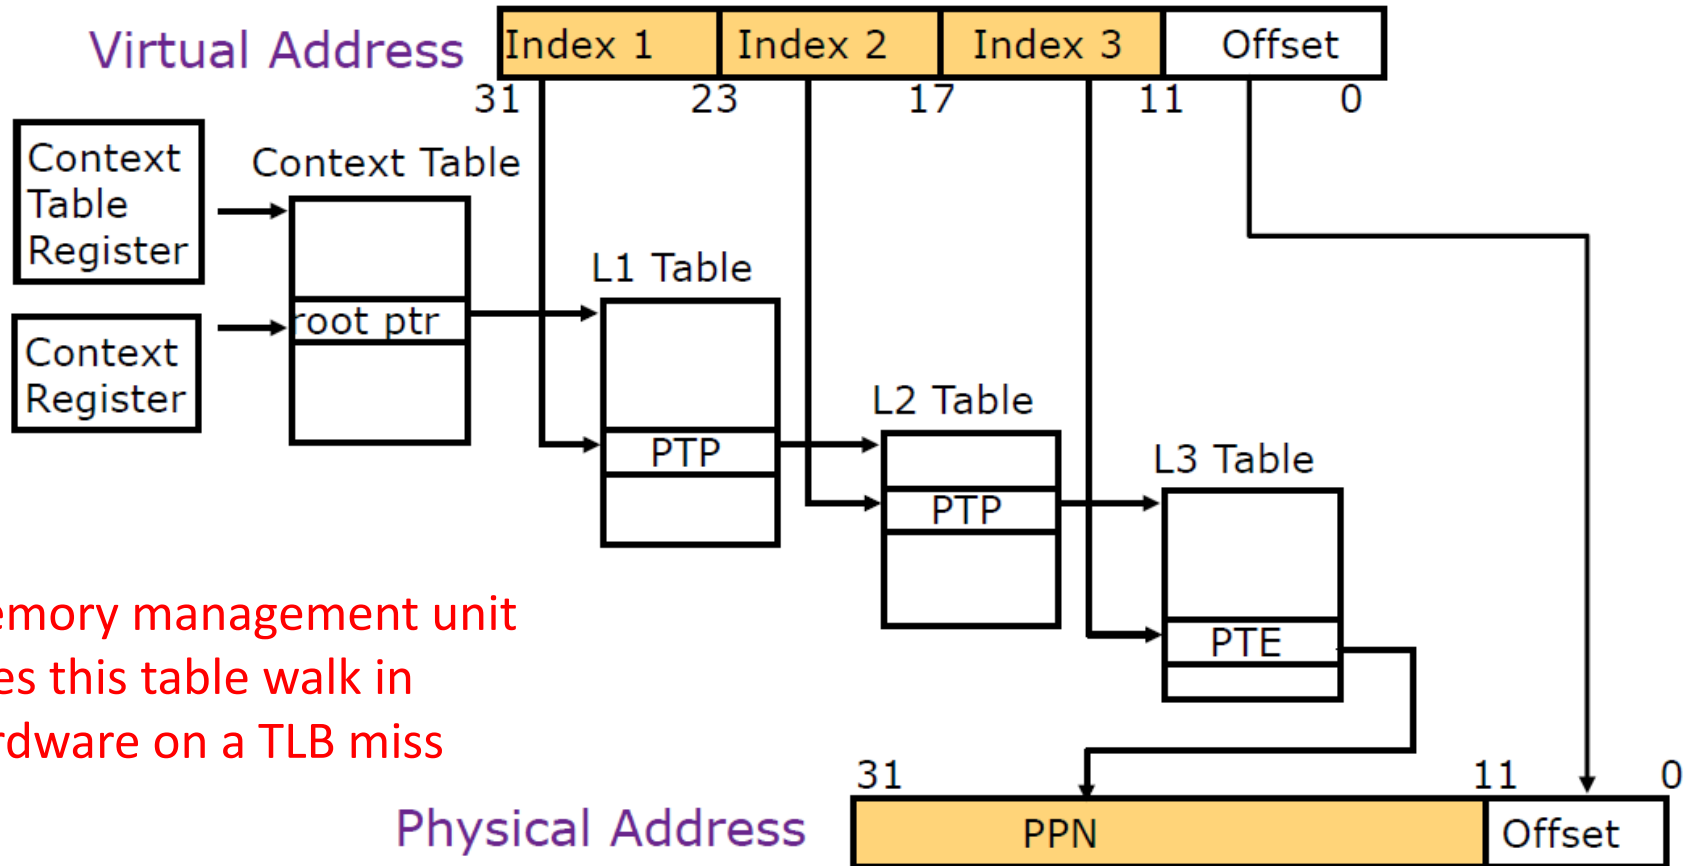 Virtual Address
Index 1 Index 2 Index 3 Offset
31 23 17 11 0
Context
Table
Register
Context Table
root ptr
Context
Register
L1 Table
PTP
L2 Table
PTP
L3 Table
PTE
emory management unit
es this table walk in
rdware on a TLB miss
31 11 0
Physical Address
PPN Offset